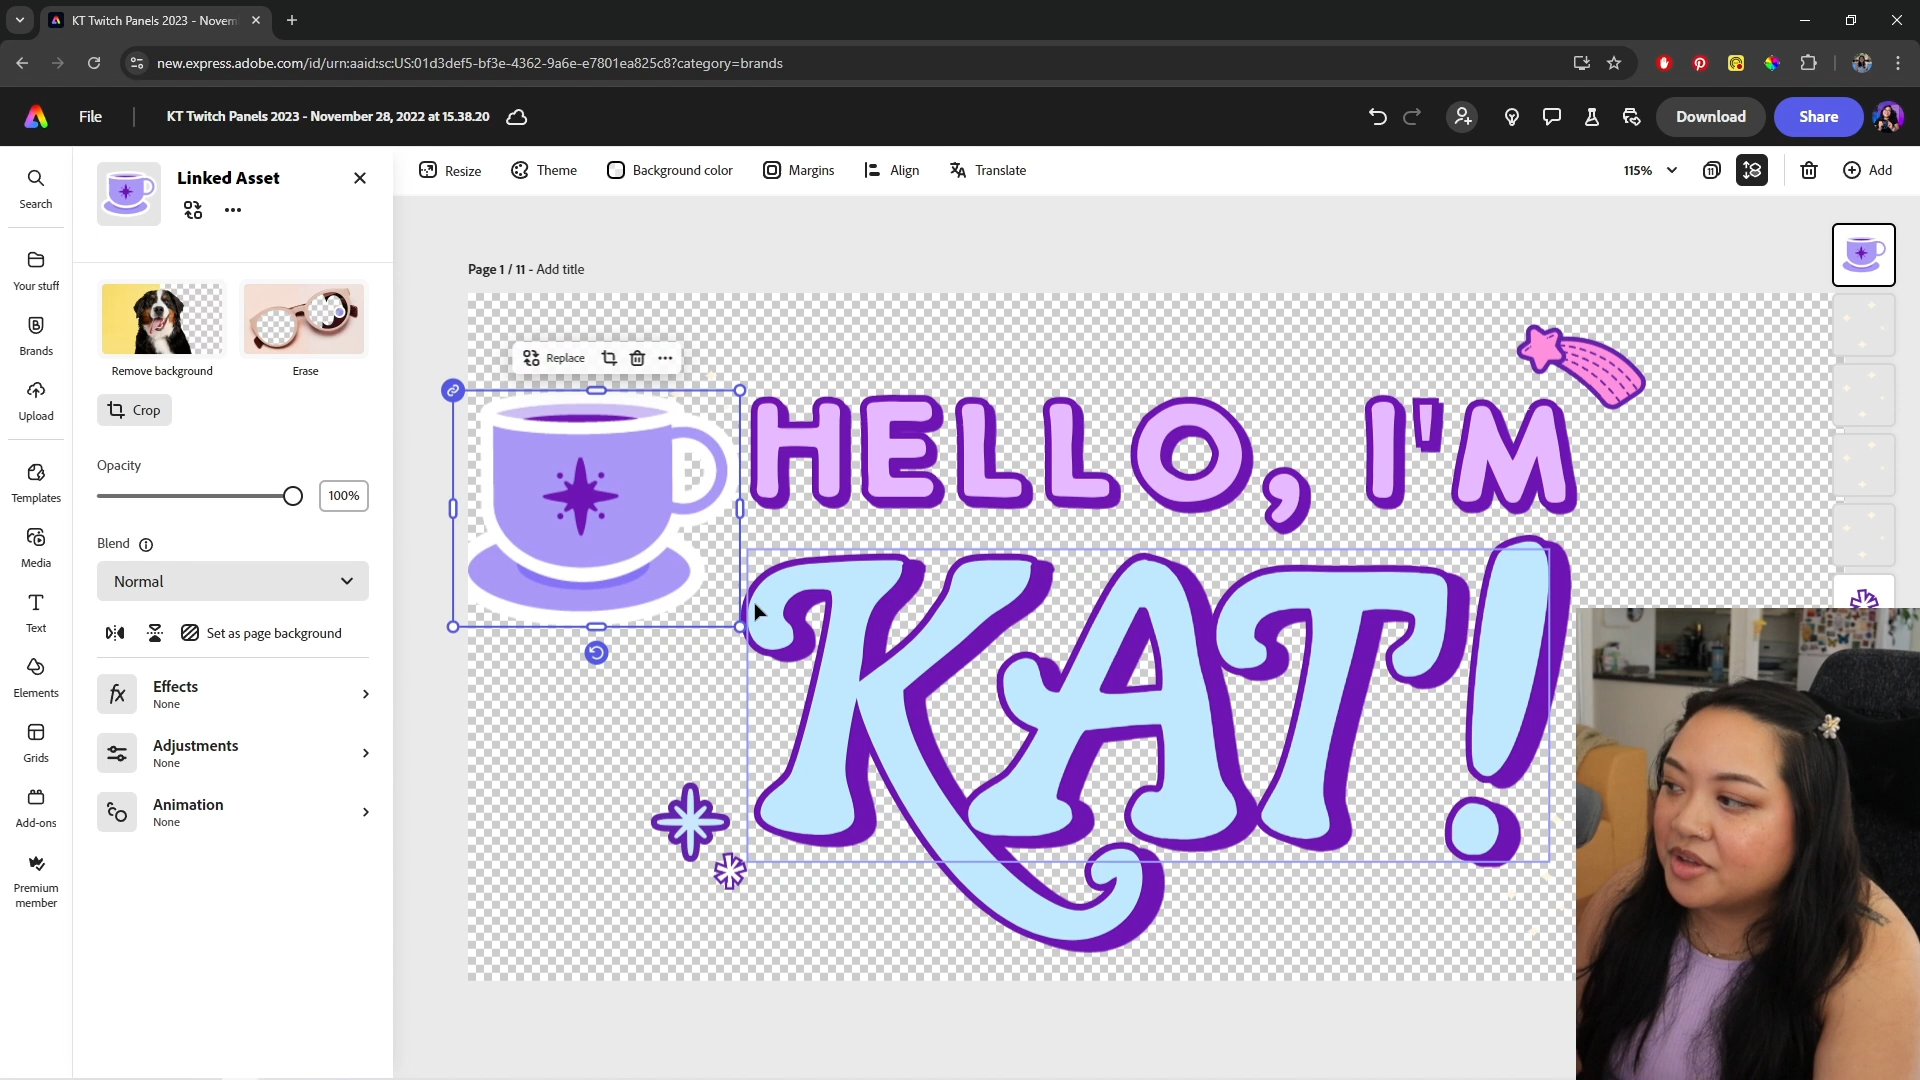 KT Twitch Panels 2023 - Novem
new.express.adobe.com/id/urn:aaid:sc:US:01d3def5-bf3e-4362-9a6e-e7801ea825c8?category=brands
File
KT Twitch Panels 2023 - November 28, 2022 at 15.38.20
Download
Share
Resize
Theme
Background color
Margins
Align
Translate
115%
11
Add
Search
Your stuff
Brands
Upload
Templates
Media
Text
Elements
Grids
Add-ons
Premium
member
Linked Asset
Remove background
Erase
Crop
Opacity
100%
Blend
Normal
Set as page background
fx
Effects
None
Adjustments
None
Animation
None
Page 1 / 11 - Add title
Replace
HELLO, I'M
KAT!